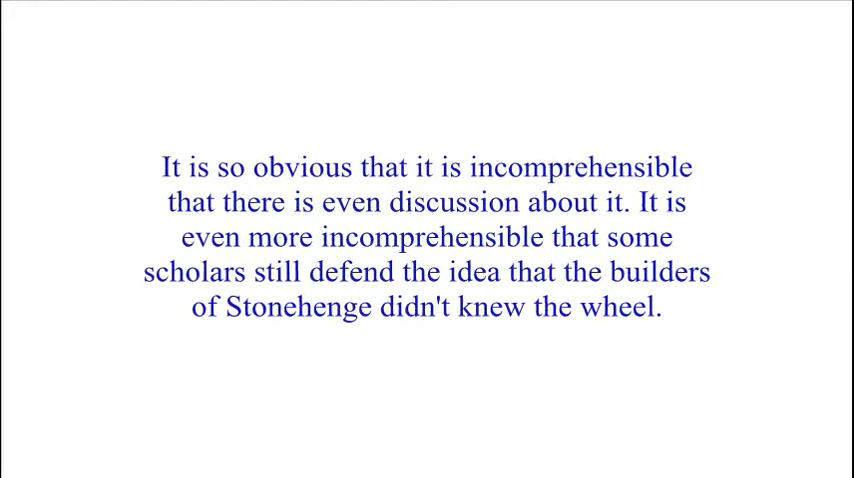 It is so obvious that it is incomprehensible
that there is even discussion about it. It is
even more incomprehensible that some
scholars still defend the idea that the builders
of Stonehenge didn't knew the wheel.